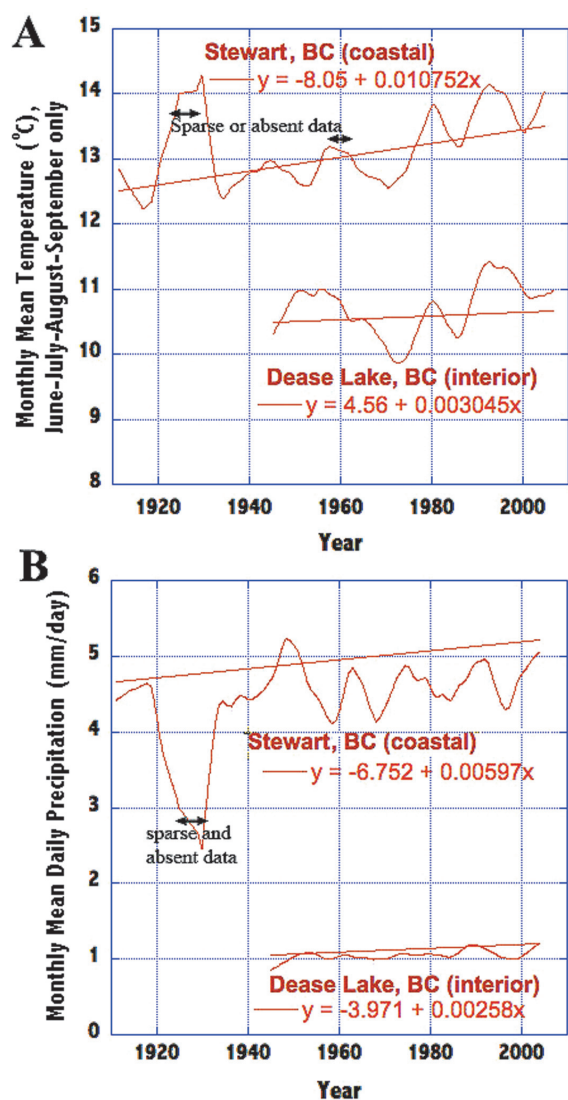 A
15
14
13
12
11
10
9
8
Monthly Mean Temperature (°C),
June-July-August-September only
Stewart, BC (coastal)
y = -8.05 + 0.010752x
Sparse or absent data
Dease Lake, BC (interior)
y = 4.56 + 0.003045x
1920 1940 1960 1980 2000
Year
B
6
5
4
3
2
1
0
Monthly Mean Daily Precipitation (mm/day)
Stewart, BC (coastal)
y = -6.752 + 0.00597x
sparse and
absent data
Dease Lake, BC (interior)
y = -3.971 + 0.00258x
1920 1940 1960 1980 2000
Year